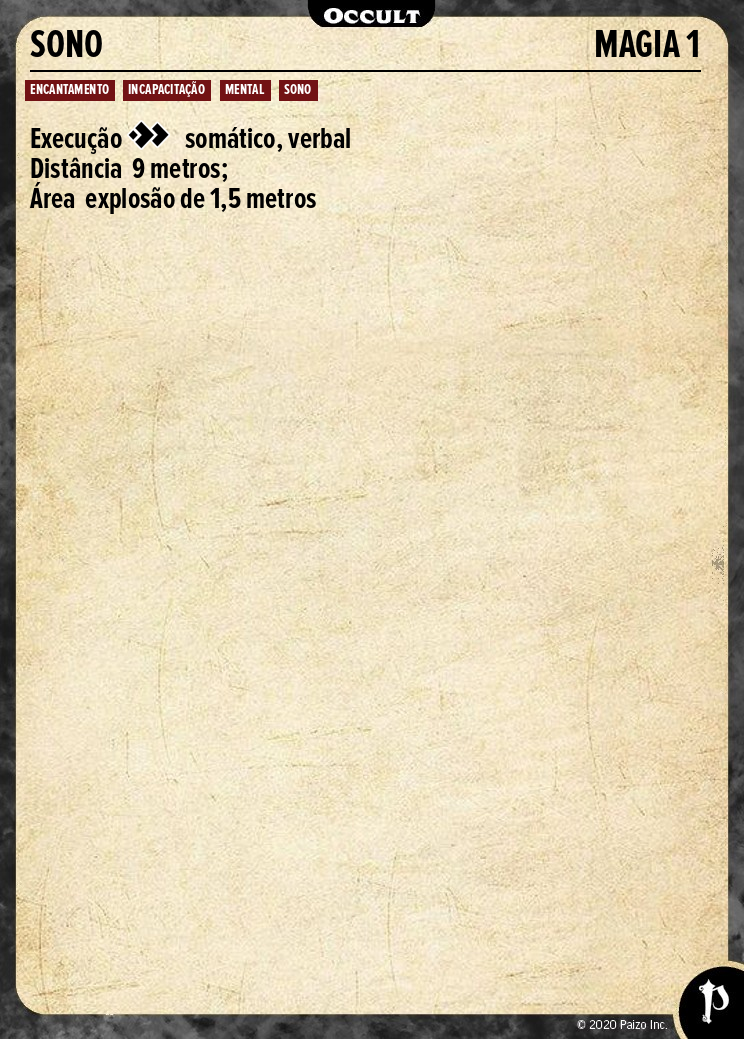 OCCULT
SONO MAGIA 1
ENCANTAMENTO INCAPACITAÇÃO MENTAL SONO
Execução somático, verbal
Distância 9 metros;
Área explosão de 1,5 metros
© 2020 Paizo Inc.